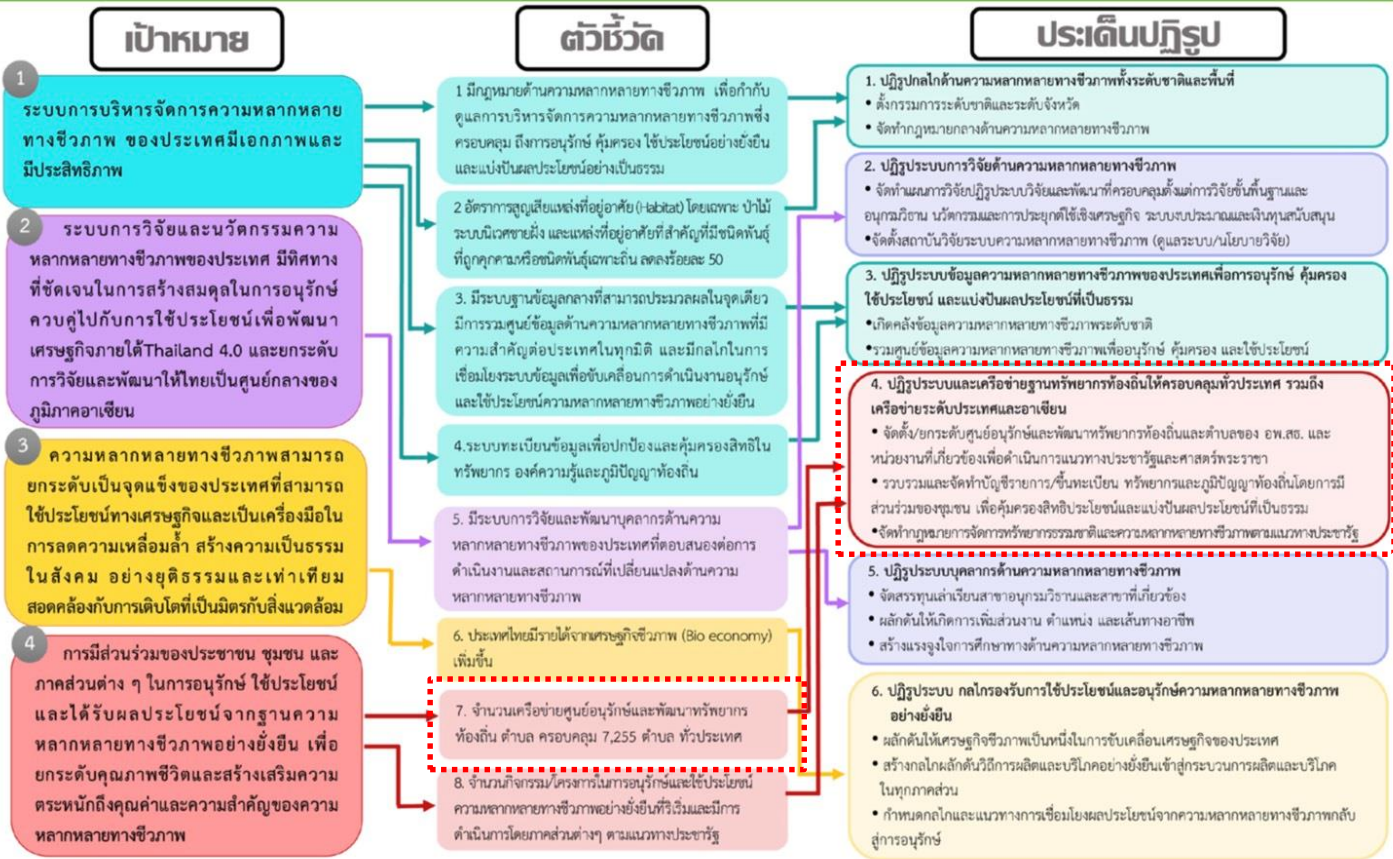 เป้าหมาย
1
ระบบการบริหารจัดการความหลากหลาย
ทางชีวภาพ ของประเทศมีเอกภาพและ
มีประสิทธิภาพ
2
ระบบการวิจัยและนวัตกรรมความ
หลากหลายทางชีวภาพของประเทศ มีทิศทาง
ที่ชัดเจนในการสร้างสมดุลในการอนุรักษ์
ควบคู่ไปกับการใช้ประโยชน์เพื่อพัฒนา
เศรษฐกิจภายใต้Thailand 4.0 และยกระดับ
การวิจัยและพัฒนาให้ไทยเป็นศูนย์กลางของ
ภูมิภาคอาเซียน
3
ความหลากหลายทางชีวภาพสามารถ
ยกระดับเป็นจุดแข็งของประเทศที่สามารถ
ใช้ประโยชน์ทางเศรษฐกิจและเป็นเครื่องมือใน
การลดความเหลื่อมล้ำ สร้างความเป็นธรรม
ในสังคม อย่างยุติธรรมและเท่าเทียม
สอดคล้องกับการเติบโตที่เป็นมิตรกับสิ่งแวดล้อม
4
การมีส่วนร่วมของประชาชน ชุมชน และ
ภาคส่วนต่าง ๆ ในการอนุรักษ์ ใช้ประโยชน์
และได้รับผลประโยชน์จากฐานความ
หลากหลายทางชีวภาพอย่างยั่งยืน เพื่อ
ยกระดับคุณภาพชีวิตและสร้างเสริมความ
ตระหนักถึงคุณค่าและความสำคัญของความ
หลากหลายทางชีวภาพ
ตัวชี้วัด
1 มีกฎหมายด้านความหลากหลายทางชีวภาพ เพื่อกำกับ
ดูแลการบริหารจัดการความหลากหลายทางชีวภาพซึ่ง
ครอบคลุม ถึงการอนุรักษ์ คุ้มครอง ใช้ประโยชน์อย่างยั่งยืน
และแบ่งปันผลประโยชน์อย่างเป็นธรรม
2 อัตราการสูญเสียแหล่งที่อยู่อาศัย (Habitat) โดยเฉพาะ ป่าไม้
ระบบนิเวศชายฝั่ง และแหล่งที่อยู่อาศัยที่สำคัญที่มีชนิดพันธุ์
ที่ถูกคุกคามหรือชนิดพันธุ์เฉพาะถิ่น ลดลงร้อยละ 50
3. มีระบบฐานข้อมูลกลางที่สามารถประมวลผลในจุดเดียว
มีการรวมศูนย์ข้อมูลด้านความหลากหลายทางชีวภาพที่มี
ความสำคัญต่อประเทศในทุกมิติ และมีกลไกในการ
เชื่อมโยงระบบข้อมูลเพื่อขับเคลื่อนการดำเนินงานอนุรักษ์
และใช้ประโยชน์ความหลากหลายทางชีวภาพอย่างยั่งยืน
4.ระบบทะเบียนข้อมูลเพื่อปกป้องและคุ้มครองสิทธิใน
ทรัพยากร องค์ความรู้และภูมิปัญญาท้องถิ่น
5. มีระบบการวิจัยและพัฒนาบุคลากรด้านความ
หลากหลายทางชีวภาพของประเทศที่ตอบสนองต่อการ
ดำเนินงานและสถานการณ์ที่เปลี่ยนแปลงด้านความ
หลากหลายทางชีวภาพ
6. ประเทศไทยมีรายได้จากเศรษฐกิจชีวภาพ (Bio economy)
เพิ่มขึ้น
7. จำนวนเครือข่ายศูนย์อนุรักษ์และพัฒนาทรัพยากร
ท้องถิ่น ตำบล ครอบคลุม 7,255 ตำบล ทั่วประเทศ
8. จำนวนกิจกรรม/โครงการในการอนุรักษ์และใช้ประโยชน์
ความหลากหลายทางชีวภาพอย่างยั่งยืนที่ริเริ่มและมีการ
ดำเนินการโดยภาคส่วนต่างๆ ตามแนวทางประชารัฐ
ประเด็นปฏิรูป
1. ปฏิรูปกลไกด้านความหลากหลายทางชีวภาพทั้งระดับชาติและพื้นที่
• ตั้งกรรมการระดับชาติและระดับจังหวัด
• จัดทำกฎหมายกลางด้านความหลากหลายทางชีวภาพ
2. ปฏิรูประบบการวิจัยด้านความหลากหลายทางชีวภาพ
• จัดทำแผนการวิจัยปฏิรูประบบวิจัยและพัฒนาที่ครอบคลุมตั้งแต่การวิจัยขั้นพื้นฐานและ
อนุกรมวิธาน นวัตกรรมและการประยุกต์ใช้เชิงเศรษฐกิจ ระบบงบประมาณและเงินทุนสนับสนุน
•จัดตั้งสถาบันวิจัยระบบความหลากหลายทางชีวภาพ (ดูแลระบบ/นโยบายวิจัย)
3. ปฏิรูประบบข้อมูลความหลากหลายทางชีวภาพของประเทศเพื่อการอนุรักษ์ คุ้มครอง
ใช้ประโยชน์ และแบ่งปันผลประโยชน์ที่เป็นธรรม
•เกิดคลังข้อมูลความหลากหลายทางชีวภาพระดับชาติ
•รวมศูนย์ข้อมูลความหลากหลายทางชีวภาพเพื่ออนุรักษ์ คุ้มครอง และใช้ประโยชน์
4. ปฏิรูประบบและเครือข่ายฐานทรัพยากรท้องถิ่นให้ครอบคลุมทั่วประเทศ รวมถึง
เครือข่ายระดับประเทศและอาเซียน
• จัดตั้ง/ยกระดับศูนย์อนุรักษ์และพัฒนาทรัพยากรท้องถิ่นและตำบลของ อพ.สธ. และ
หน่วยงานที่เกี่ยวข้องเพื่อดำเนินการแนวทางประชารัฐและศาสตร์พระราชา
• รวบรวมและจัดทำบัญชีรายการ/ขึ้นทะเบียน ทรัพยากรและภูมิปัญญาท้องถิ่นโดยการมี
ส่วนร่วมของชุมชน เพื่อคุ้มครองสิทธิประโยชน์และแบ่งปันผลประโยชน์ที่เป็นธรรม
•จัดทำกฎหมายการจัดการทรัพยากรธรรมชาติและความหลากหลายทางชีวภาพตามแนวทางประชารัฐ
5. ปฏิรูประบบบุคลากรด้านความหลากหลายทางชีวภาพ
• จัดสรรทุนเล่าเรียนสาขาอนุกรมวิธานและสาขาที่เกี่ยวข้อง
• ผลักดันให้เกิดการเพิ่มส่วนงาน ตำแหน่ง และเส้นทางอาชีพ
• สร้างแรงจูงใจการศึกษาทางด้านความหลากหลายทางชีวภาพ
6. ปฏิรูประบบ กลไกรองรับการใช้ประโยชน์และอนุรักษ์ความหลากหลายทางชีวภาพ
อย่างยั่งยืน
• ผลักดันให้เศรษฐกิจชีวภาพเป็นหนึ่งในการขับเคลื่อนเศรษฐกิจของประเทศ
• สร้างกลไกผลักดันวิถีการผลิตและบริโภคอย่างยั่งยืนเข้าสู่กระบวนการผลิตและบริโภค
ในทุกภาคส่วน
• กำหนดกลไกและแนวทางการเชื่อมโยงผลประโยชน์จากความหลากหลายทางชีวภาพกลับ
สู่การอนุรักษ์